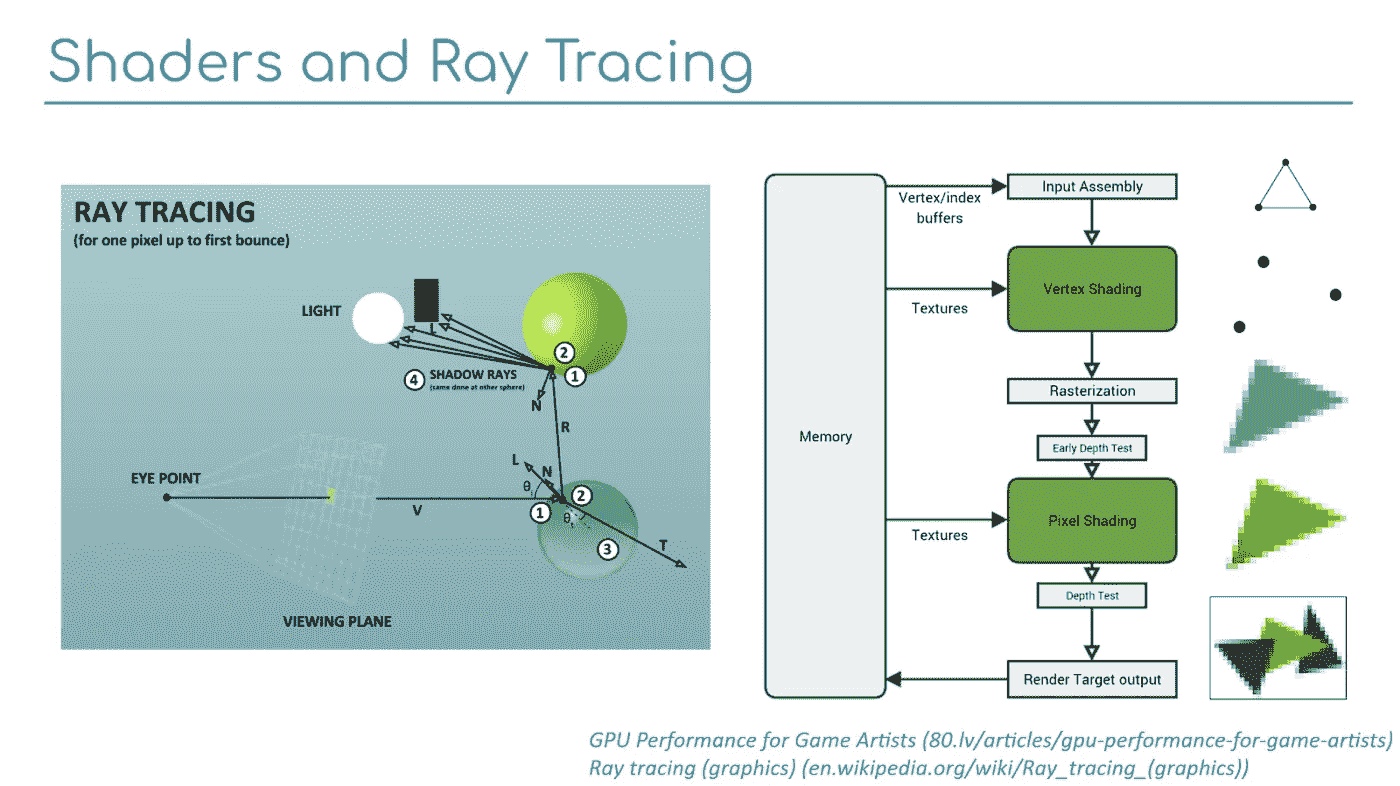 Shaders and Ray Tracing
RAY TRACING
(for one pixel up to first bounce)
LIGHT
L
2
1
4
SHADOW RAYS
(same done at other sphere)
N
R
EYE POINT
V
L
N
θ
2
1
θ
3
T
VIEWING PLANE
Memory
Vertex/index
buffers
Input Assembly
Textures
Vertex Shading
Rasterization
Early Depth Test
Textures
Pixel Shading
Depth Test
Render Target output
GPU Performance for Game Artists (80.lv/articles/gpu-performance-for-game-artists)
Ray tracing (graphics) (en.wikipedia.org/wiki/Ray_tracing_(graphics))